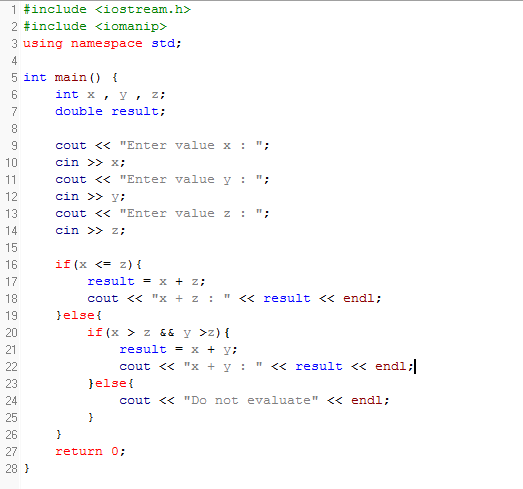 1 #include <iostream.h>
2 #include <iomanip>
3 using namespace std;
4
5 int main() {
6     int x , y , z;
7     double result;
8
9     cout << "Enter value x : ";
10     cin >> x;
11     cout << "Enter value y : ";
12     cin >> y;
13     cout << "Enter value z : ";
14     cin >> z;
15
16     if(x <= z){
17         result = x + z;
18         cout << "x + z : " << result << endl;
19     }else{
20         if(x > z && y >z){
21             result = x + y;
22             cout << "x + y : " << result << endl;
23         }else{
24             cout << "Do not evaluate" << endl;
25         }
26     }
27     return 0;
28 }